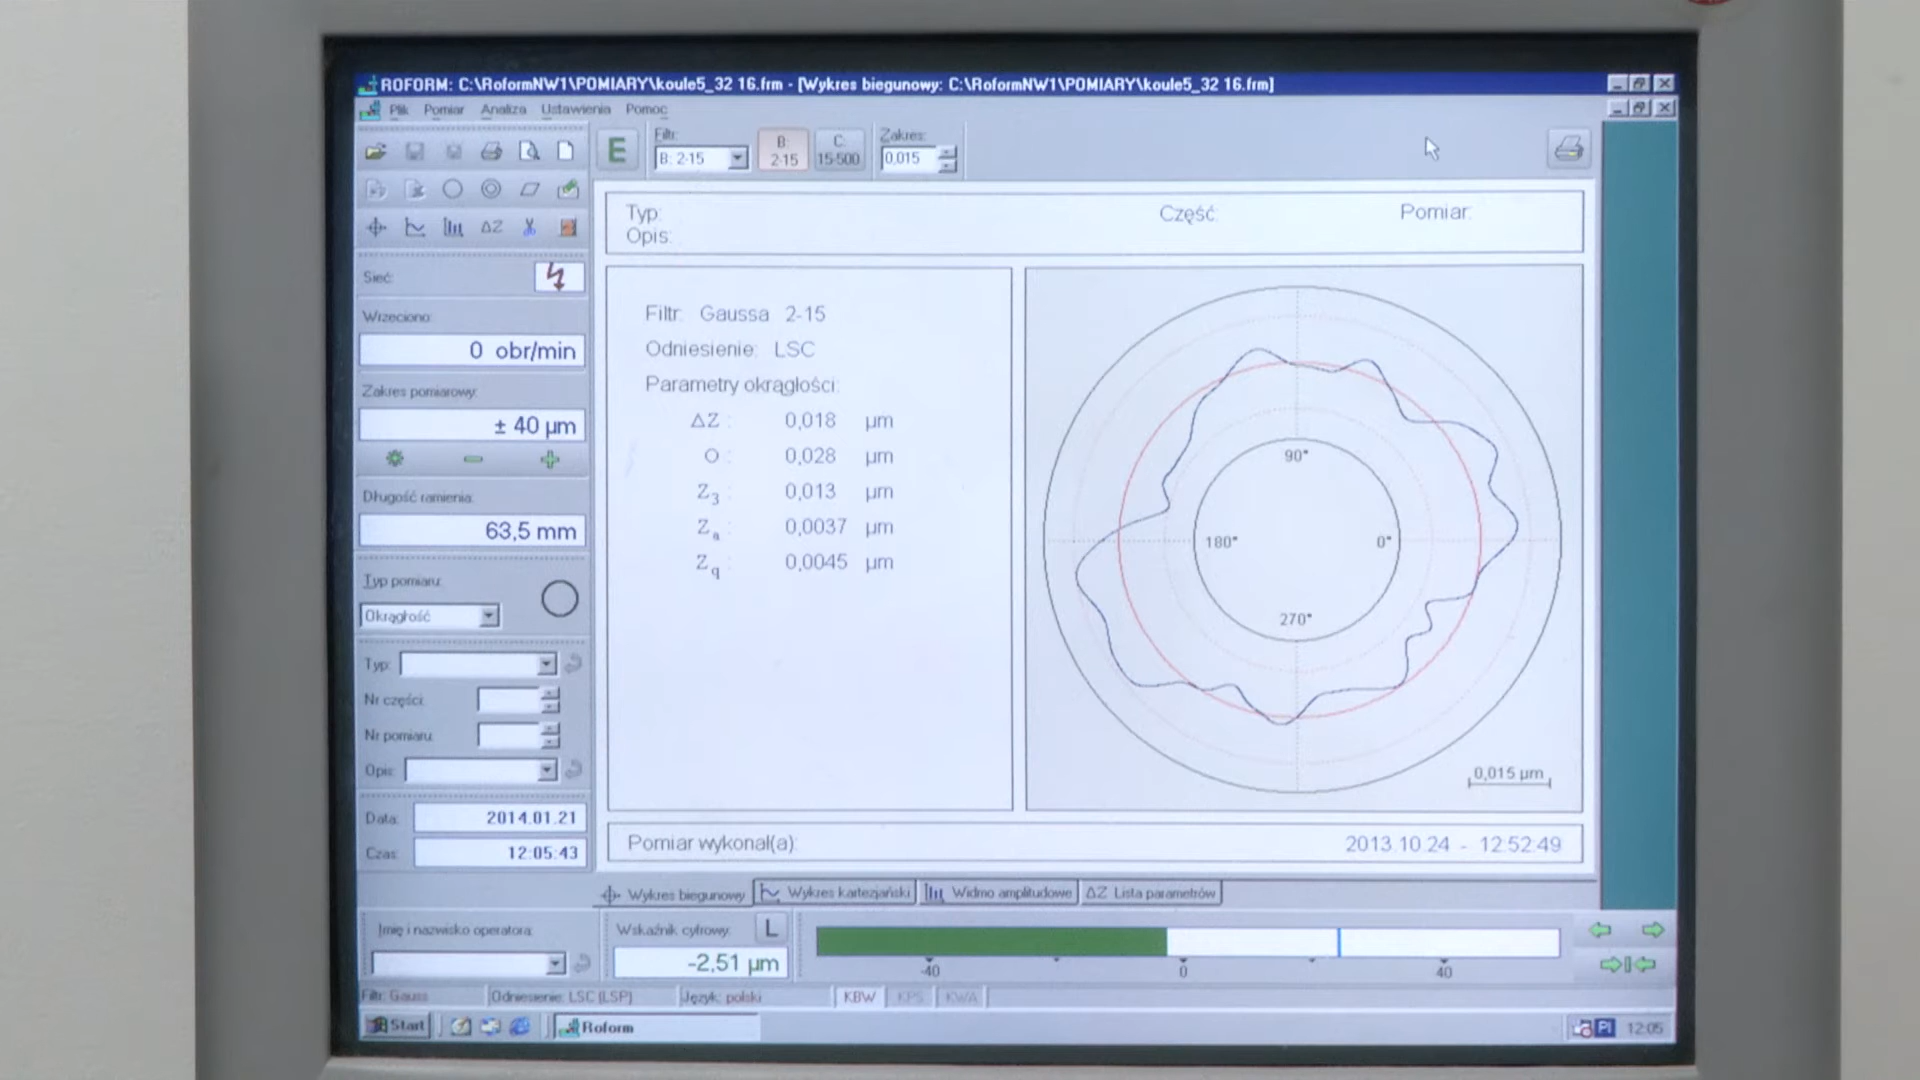 ROFORM: C:\RoformNW1\POMIARY\koule5_32 16.frm - [Wykres biegunowy: C:\RoformNW1\POMIARY\koule5_32 16.frm]
Plik Pomiar Analiza Ustawienia Pomoc
E
Filtr:
B: 2-15
B: 2-15
C: 15-500
Zakres:
0,015
ΔZ
Sieć:
Wrzeciono:
0 obr/min
Zakres pomiarowy:
± 40 µm
Długość ramienia:
63,5 mm
Typ pomiaru:
Okrągłość
Typ:
Nr części:
Nr pomiaru:
Opis:
Data: 2014.01.21
Czas: 12:05:43
Typ: Część: Pomiar:
Opis:
Filtr: Gaussa 2-15
Odniesienie: LSC
Parametry okrągłości:
ΔZ : 0,018 µm
O : 0,028 µm
Z3 : 0,013 µm
Za : 0,0037 µm
Zq : 0,0045 µm
90°
180° 0°
270°
0,015 µm
Pomiar wykonał(a): 2013.10.24 - 12:52:49
Wykres biegunowy Wykres kartezjański Widmo amplitudowe ΔZ Lista parametrów
Imię i nazwisko operatora:
Wskaźnik cyfrowy: L
-2,51 µm
-40 0 40
Filtr: Gauss Odniesienie: LSC (LSP) Język: polski KBW KPS KWA
Start Roform Pl 12:05